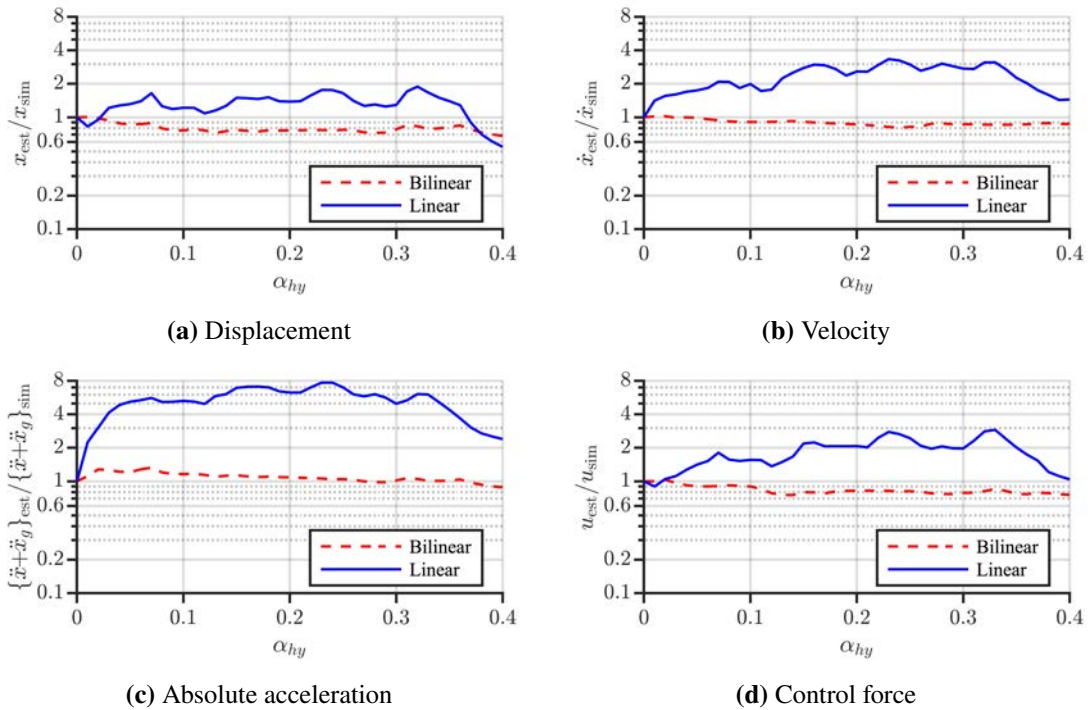 8
4
2
1
0.6
0.2
0.1
x_est/x_sim
Bilinear
Linear
0 0.1 0.2 0.3 0.4
α_hy
(a) Displacement
8
4
2
1
0.6
0.2
0.1
ẋ_est/ẋ_sim
Bilinear
Linear
0 0.1 0.2 0.3 0.4
α_hy
(b) Velocity
8
4
2
1
0.6
0.2
0.1
{ẍ+ẍ_g}_est/{ẍ+ẍ_g}_sim
Bilinear
Linear
0 0.1 0.2 0.3 0.4
α_hy
(c) Absolute acceleration
8
4
2
1
0.6
0.2
0.1
u_est/u_sim
Bilinear
Linear
0 0.1 0.2 0.3 0.4
α_hy
(d) Control force